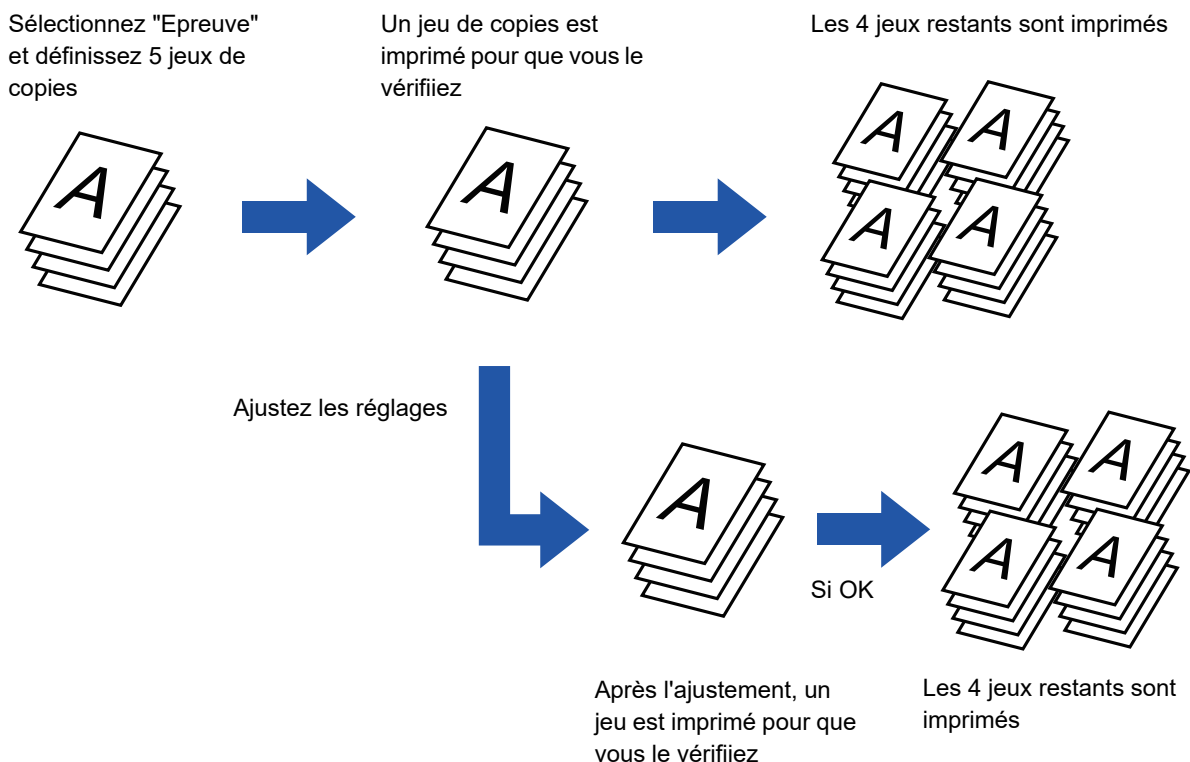 Sélectionnez "Epreuve"
et définissez 5 jeux de
copies
Un jeu de copies est
imprimé pour que vous le
vérifiiez
Les 4 jeux restants sont imprimés
A
A
A
A
A
A
Ajustez les réglages
A
A
A
A
A
Si OK
Après l'ajustement, un
jeu est imprimé pour que
vous le vérifiiez
Les 4 jeux restants sont
imprimés